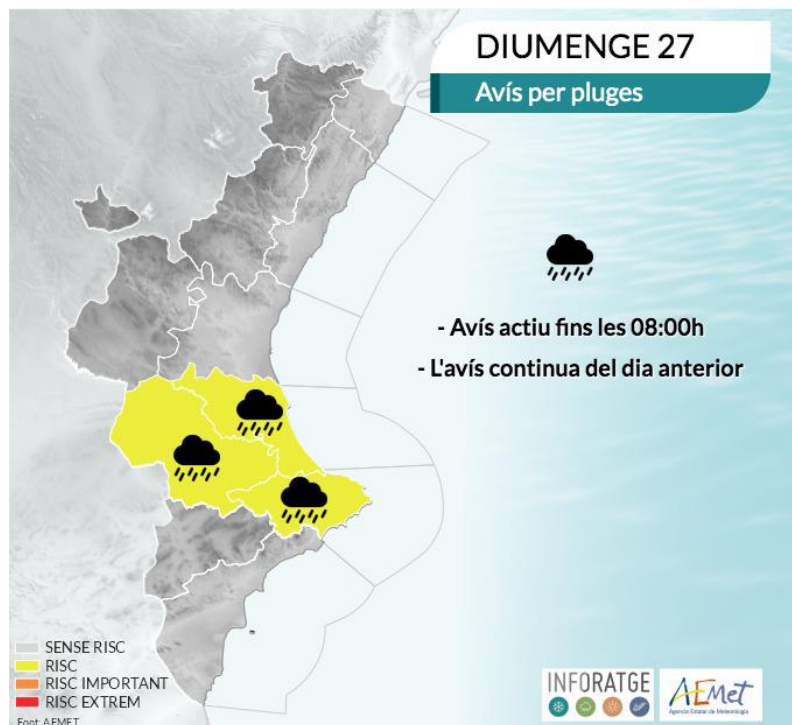 DIUMENGE 27
Avís per pluges
- Avís actiu fins les 08:00h
- L'avís continua del dia anterior
SENSE RISC
RISC
RISC IMPORTANT
RISC EXTREM
Font: AEMET
INFORATGE
AEMet
Agencia Estatal de Meteorología